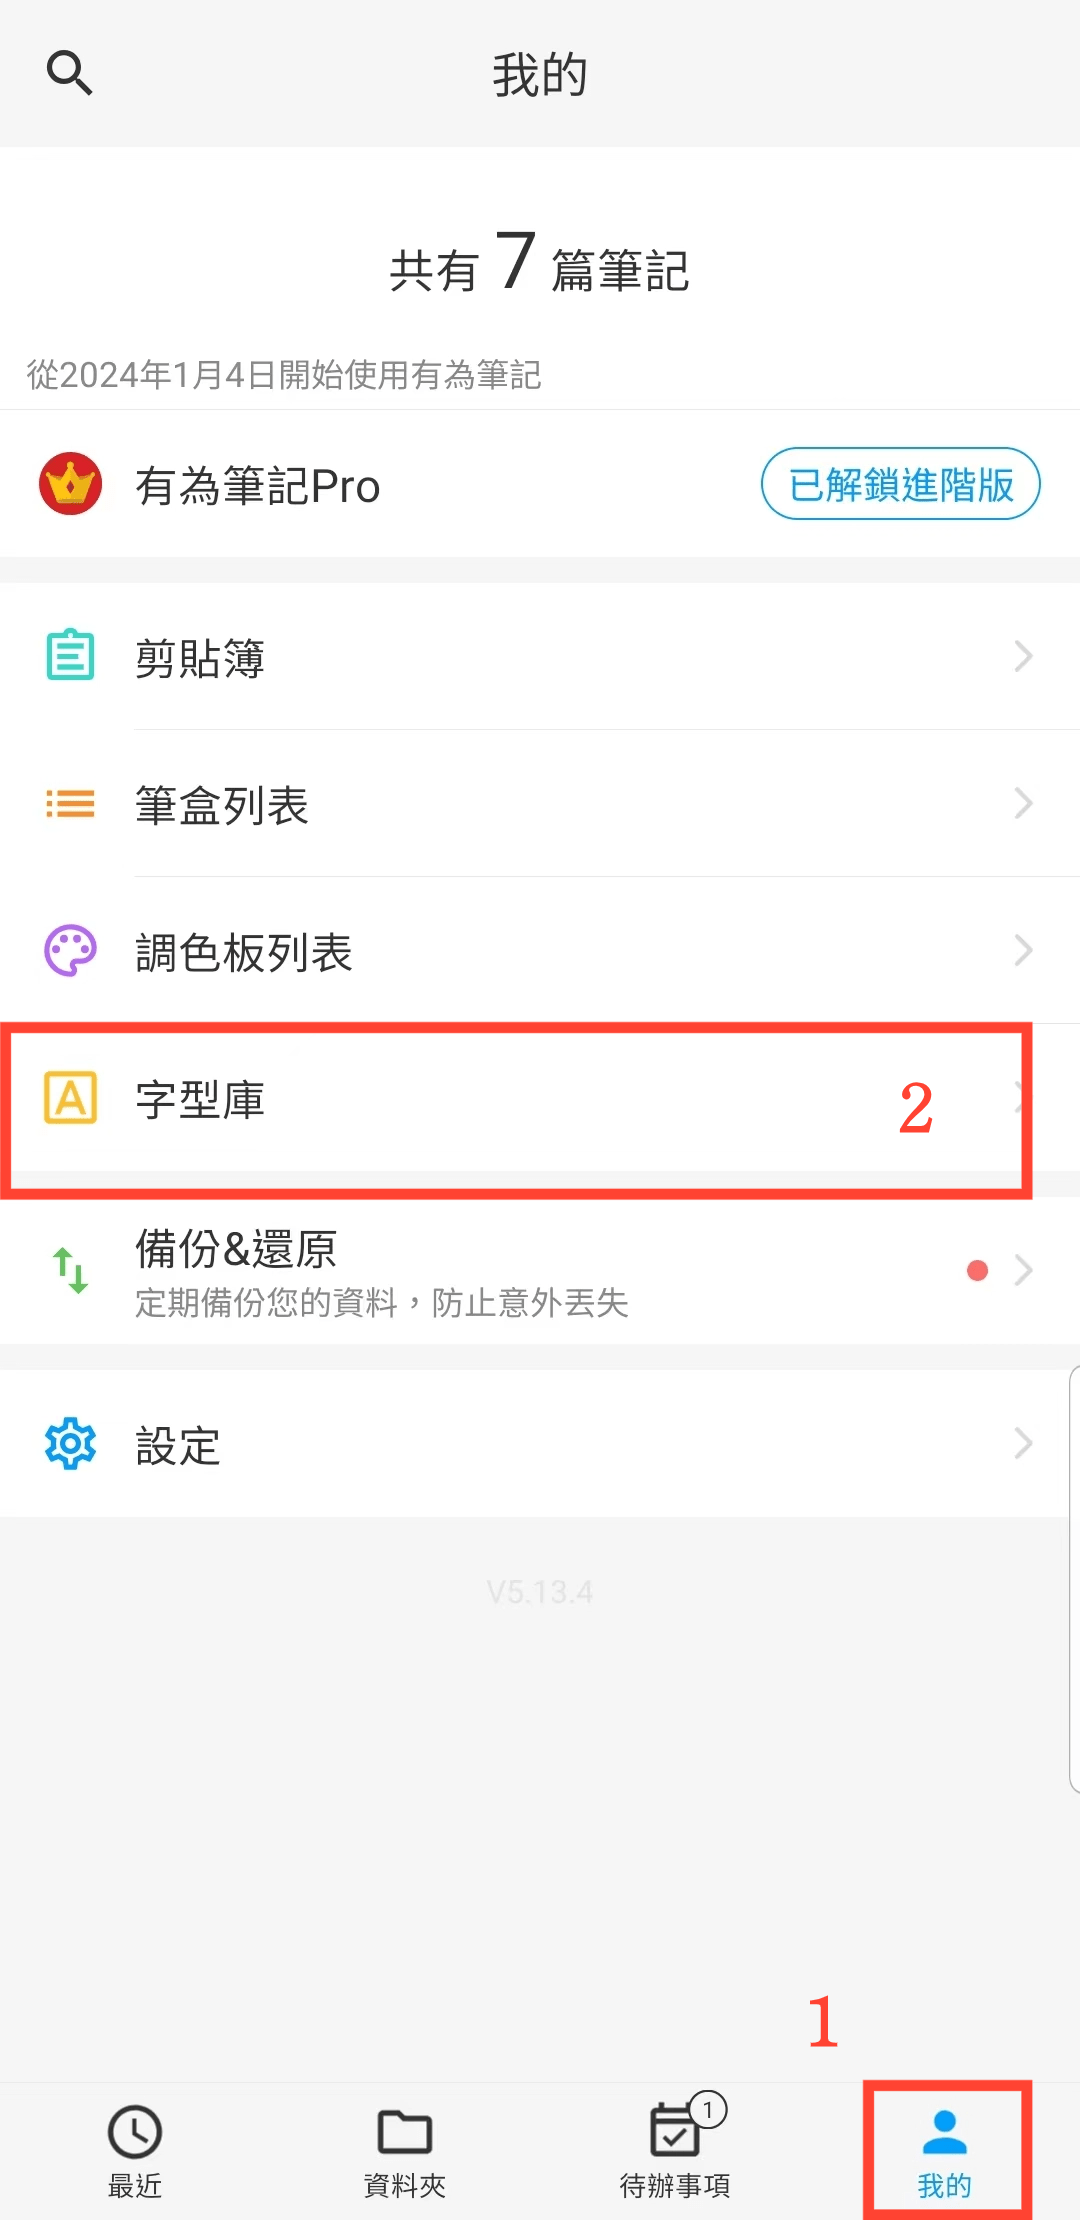 我的
共有 7 篇筆記
從2024年1月4日開始使用有為筆記
有為筆記Pro
已解鎖進階版
剪貼簿
筆盒列表
調色板列表
A 字型庫
2
備份&還原
定期備份您的資料，防止意外丟失
設定
V5.13.4
1
1
最近
資料夾
待辦事項
我的